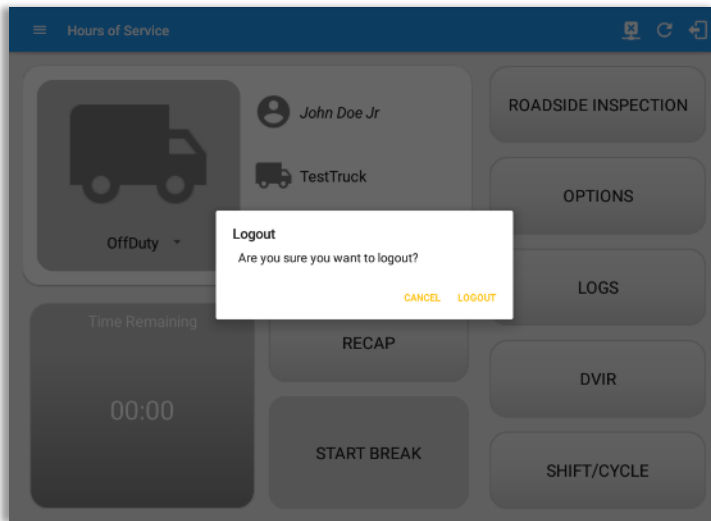 Hours of Service
John Doe Jr
TestTruck
OffDuty
ROADSIDE INSPECTION
OPTIONS
LOGS
DVIR
SHIFT/CYCLE
Logout
Are you sure you want to logout?
CANCEL LOGOUT
Time Remaining
00:00
RECAP
START BREAK